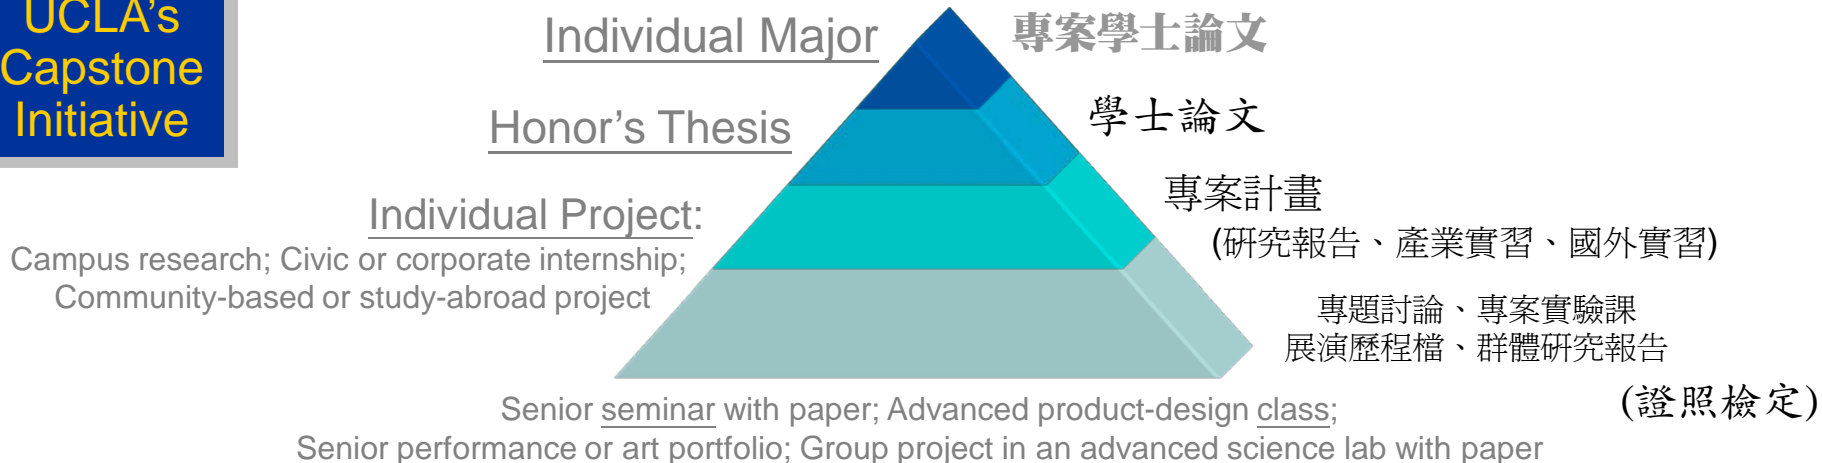 UCLA's
Capstone
Initiative
Individual Major
專案學士論文
Honor's Thesis
學士論文
Individual Project:
Campus research; Civic or corporate internship;
Community-based or study-abroad project
專案計畫
(研究報告、產業實習、國外實習)
專題討論、專案實驗課
展演歷程檔、群體研究報告
(證照檢定)
Senior seminar with paper; Advanced product-design class;
Senior performance or art portfolio; Group project in an advanced science lab with paper